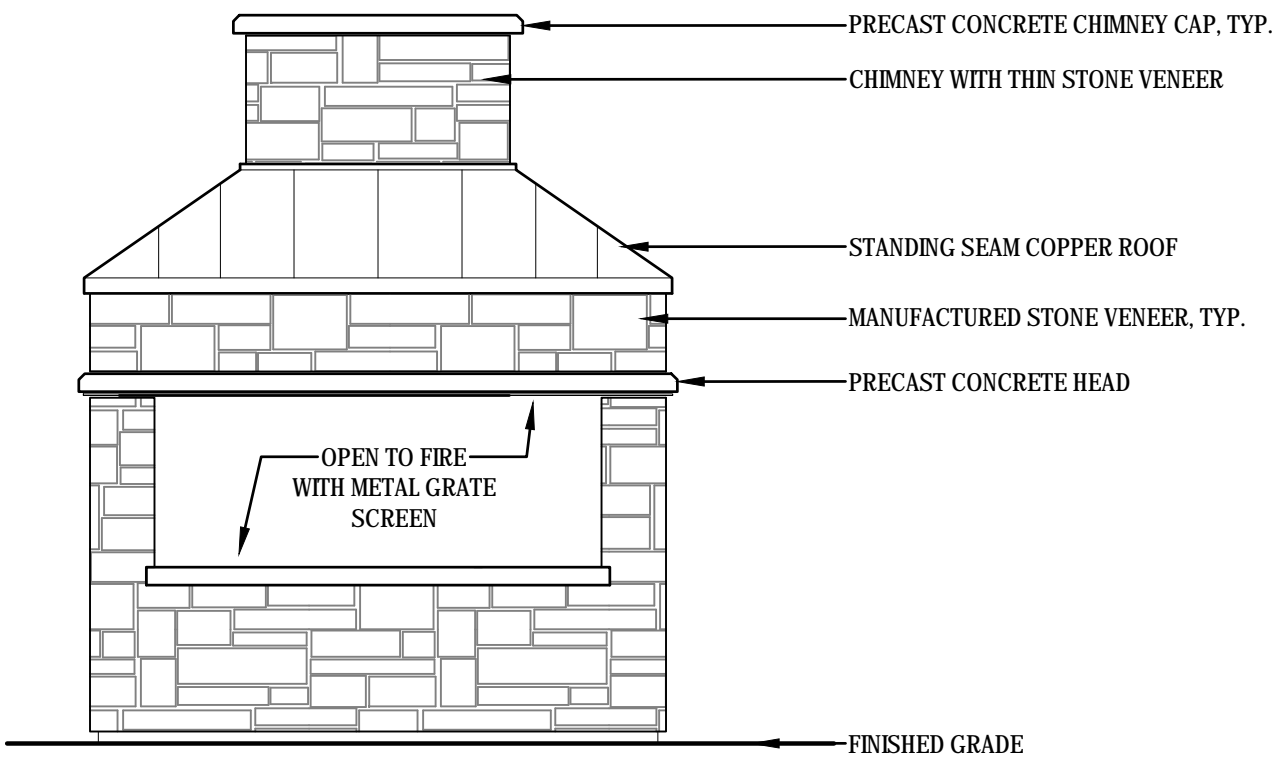 PRECAST CONCRETE CHIMNEY CAP, TYP.
CHIMNEY WITH THIN STONE VENEER
STANDING SEAM COPPER ROOF
MANUFACTURED STONE VENEER, TYP.
PRECAST CONCRETE HEAD
OPEN TO FIRE
WITH METAL GRATE
SCREEN
FINISHED GRADE